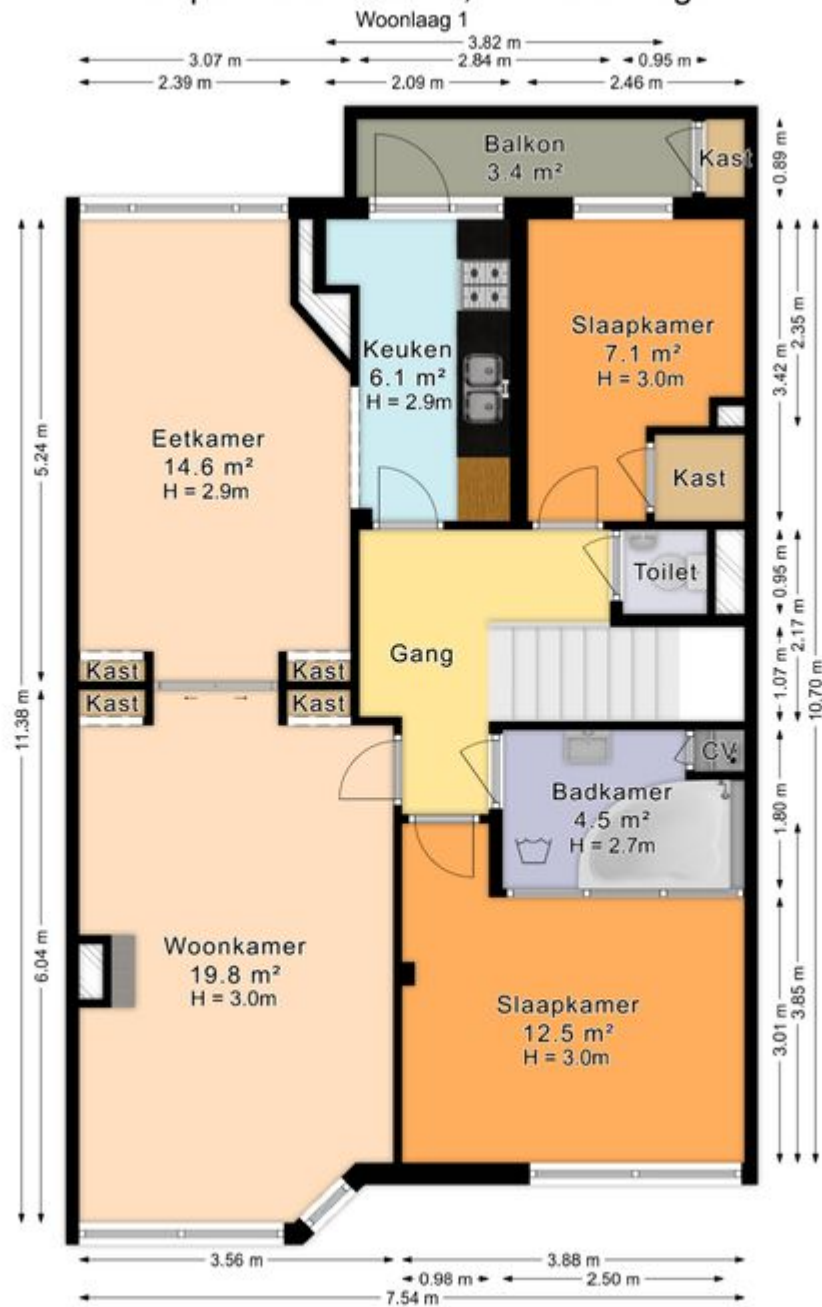 Woonlaag 1
3.82 m
3.07 m
2.84 m
0.95 m
2.39 m
2.09 m
2.46 m
Balkon
3.4 m²
Kast
0.89 m
Slaapkamer
7.1 m²
H = 3.0m
Keuken
6.1 m²
H = 2.9m
2.35 m
3.42 m
Eetkamer
14.6 m²
H = 2.9m
5.24 m
Kast
Toilet
0.95 m
Gang
2.17 m
1.07 m
Kast
Kast
Kast
Kast
11.38 m
10.70 m
CV
Badkamer
4.5 m²
H = 2.7m
1.80 m
Woonkamer
19.8 m²
H = 3.0m
6.04 m
Slaapkamer
12.5 m²
H = 3.0m
3.85 m
3.01 m
3.56 m
3.88 m
0.98 m
2.50 m
7.54 m